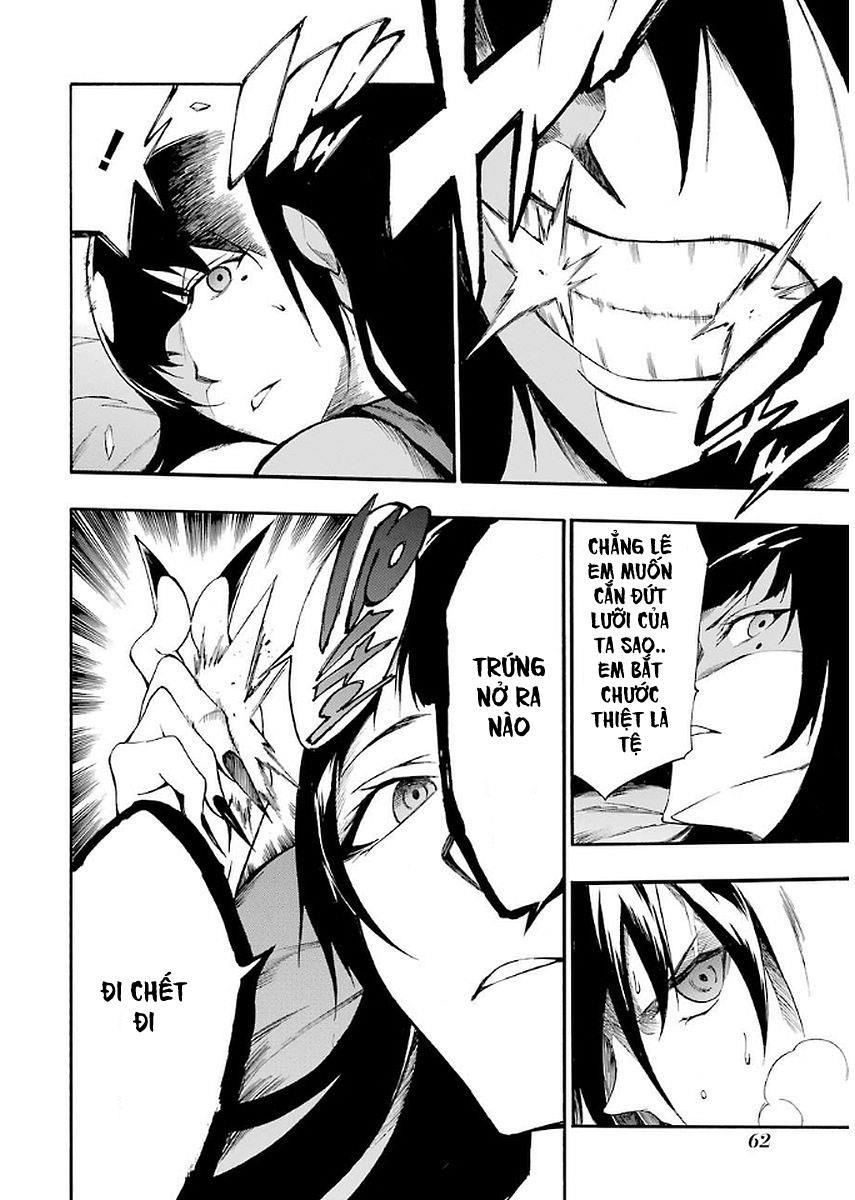 !
CHẲNG LẼ
EM MUỐN
CẮN ĐỨT
LƯỠI CỦA
TA SAO..
EM BẮT
CHƯỚC
THIỆT LÀ
TỆ
TRỨNG
NỞ RA
NÀO
ĐI CHẾT
ĐI
62